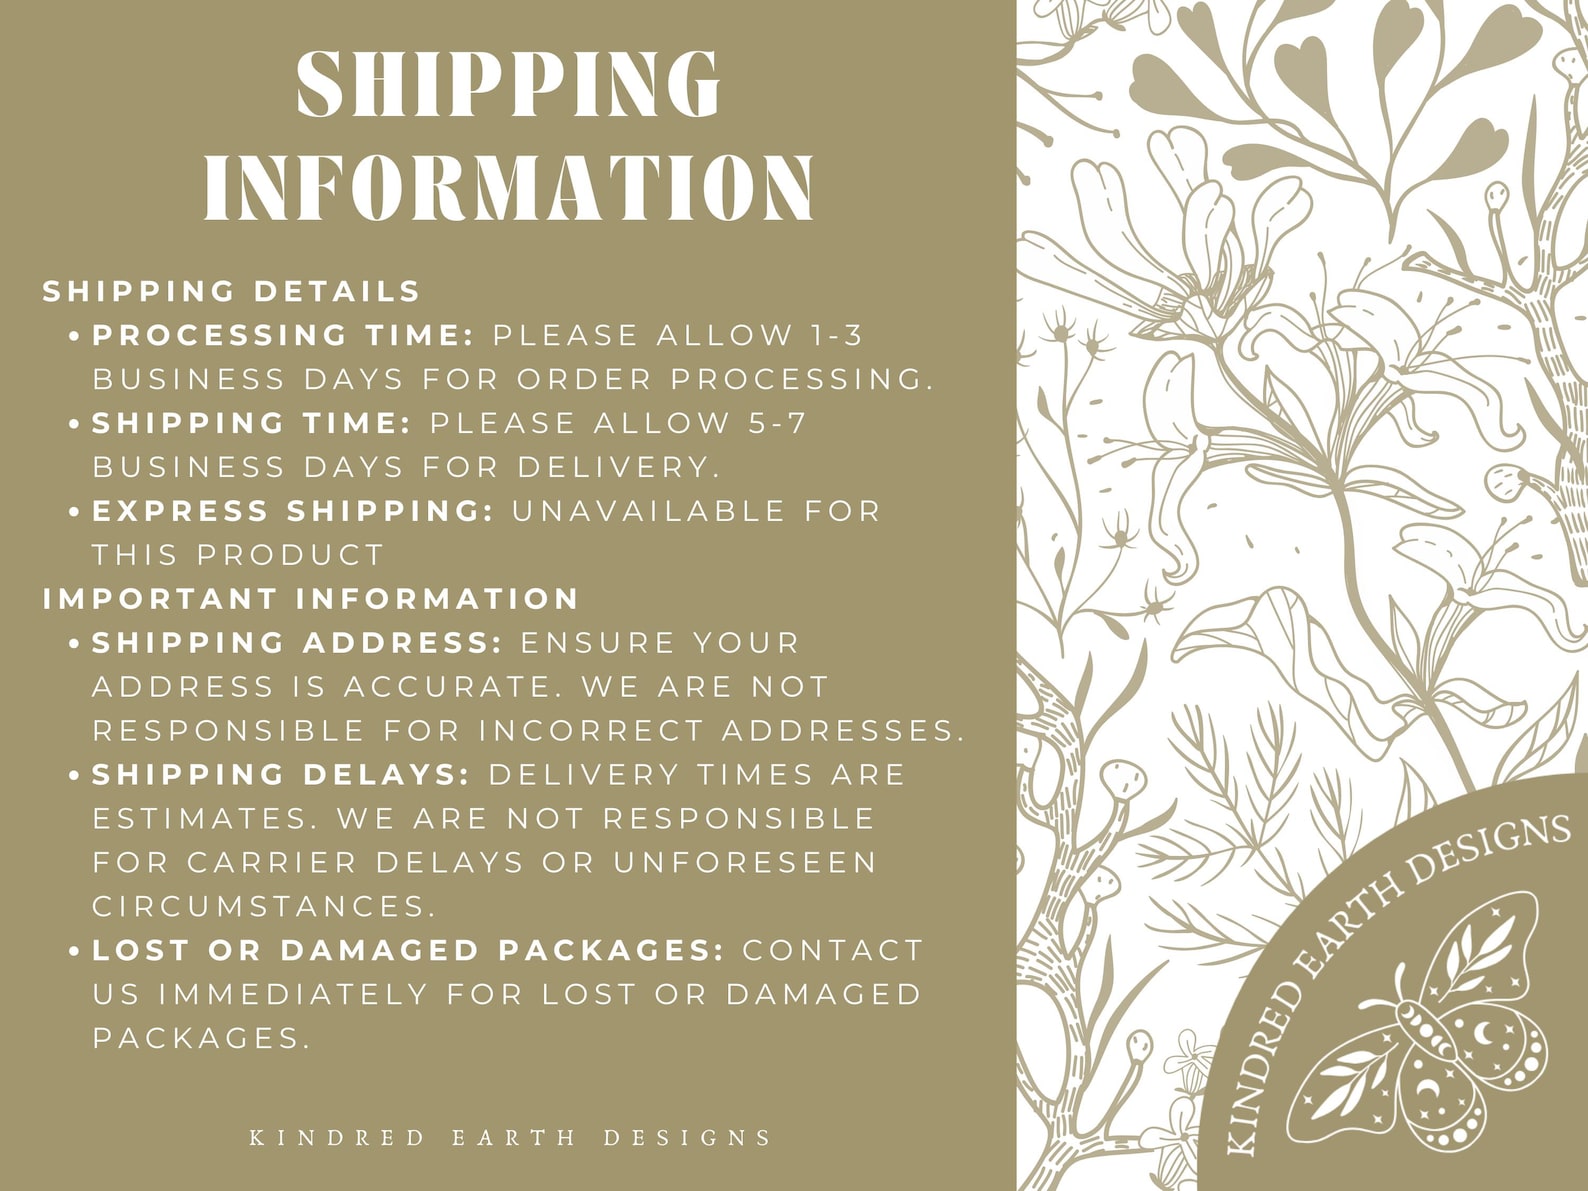 SHIPPING
INFORMATION
SHIPPING DETAILS
• PROCESSING TIME: PLEASE ALLOW 1-3
BUSINESS DAYS FOR ORDER PROCESSING.
• SHIPPING TIME: PLEASE ALLOW 5-7
BUSINESS DAYS FOR DELIVERY.
• EXPRESS SHIPPING: UNAVAILABLE FOR
THIS PRODUCT
IMPORTANT INFORMATION
• SHIPPING ADDRESS: ENSURE YOUR
ADDRESS IS ACCURATE. WE ARE NOT
RESPONSIBLE FOR INCORRECT ADDRESSES.
• SHIPPING DELAYS: DELIVERY TIMES ARE
ESTIMATES. WE ARE NOT RESPONSIBLE
FOR CARRIER DELAYS OR UNFORESEEN
CIRCUMSTANCES.
• LOST OR DAMAGED PACKAGES: CONTACT
US IMMEDIATELY FOR LOST OR DAMAGED
PACKAGES.
KINDRED EARTH DESIGNS
KINDRED EARTH DESIGNS